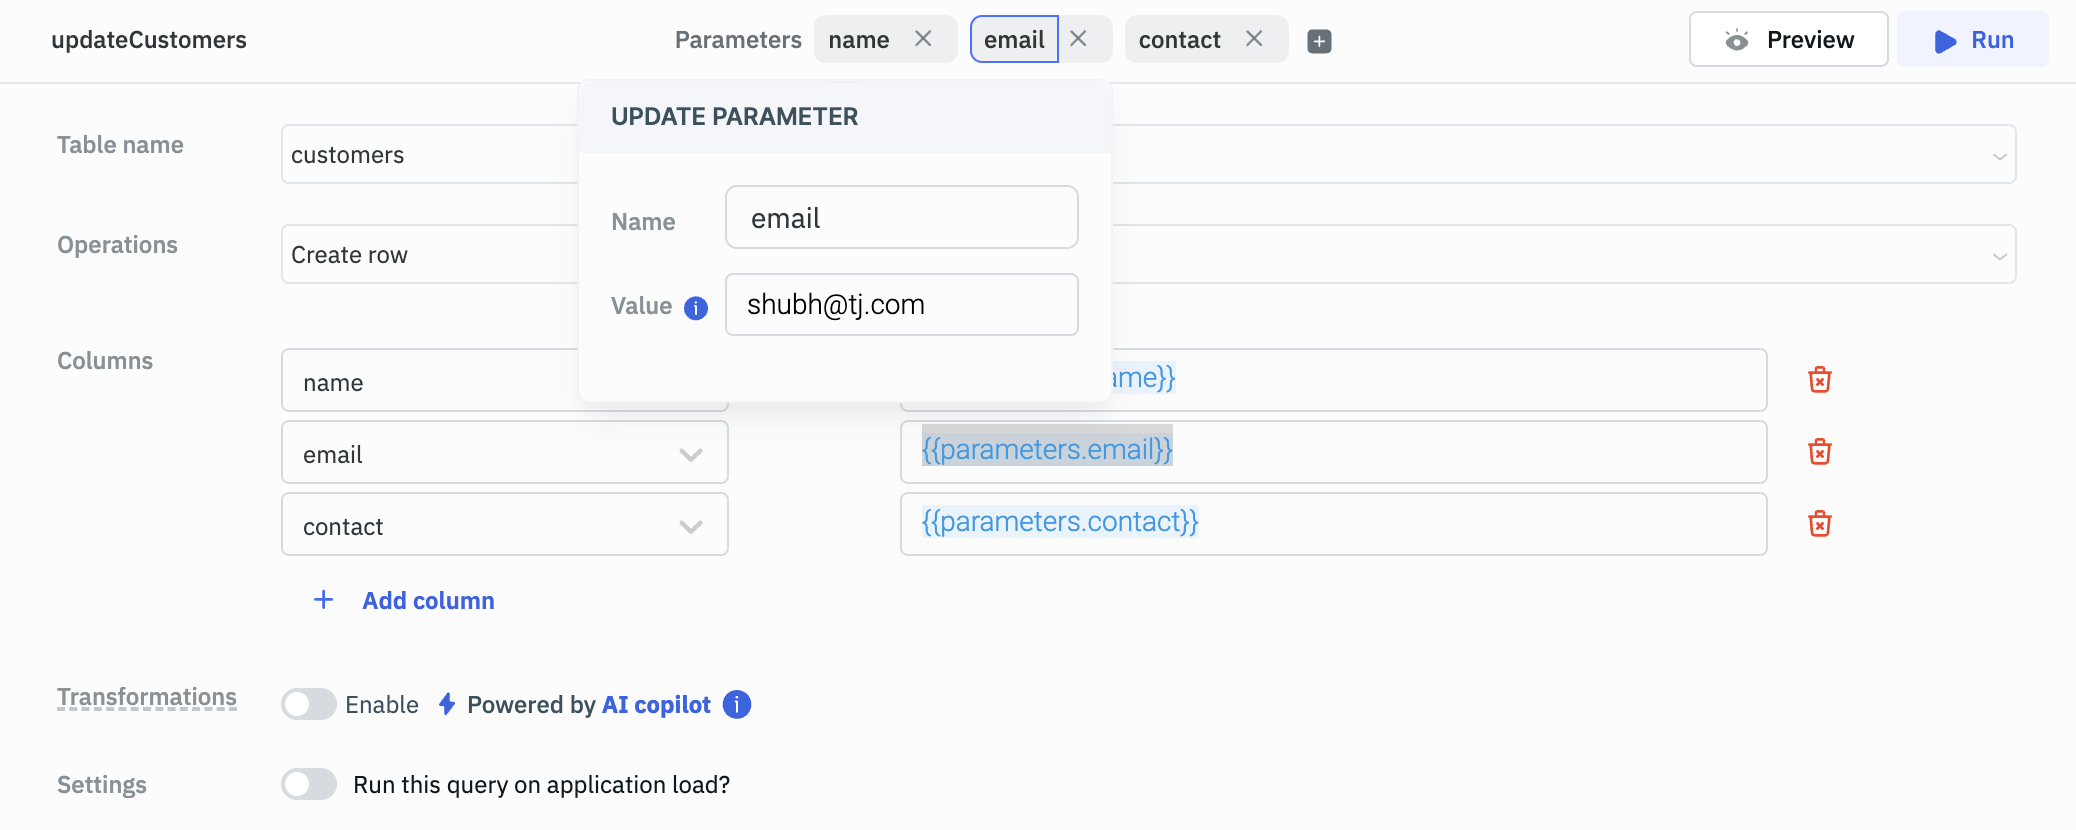 updateCustomers Parameters name email contact Preview Run
UPDATE PARAMETER
Table name customers
Name email
Operations Create row
Value shubh@tj.com
Columns name ame}}
email {{parameters.email}}
contact {{parameters.contact}}
+ Add column
Transformations Enable Powered by AI copilot
Settings Run this query on application load?